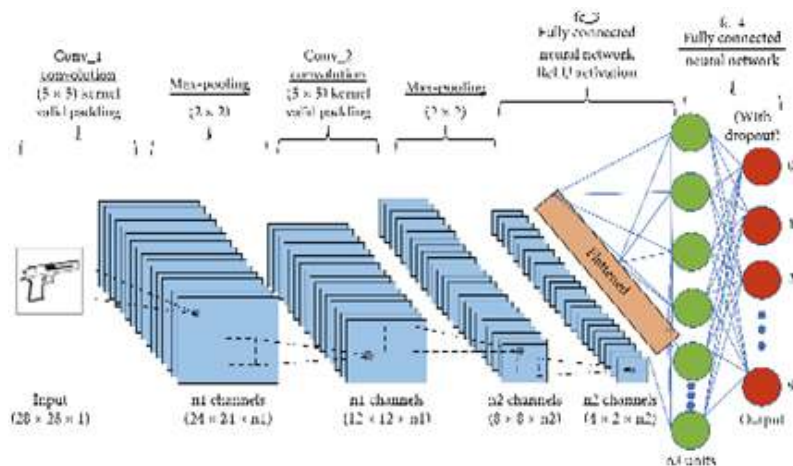 Conv_1
convolution
(5 × 5) kernel
valid padding
Max-pooling
(2 × 2)
Conv_2
convolution
(5 × 5) kernel
valid padding
Max-pooling
(2 × 2)
Fully connected
neural network
ReLU activation
Fully connected
neural network
(With
dropout)
Flattened
Input
(28 × 28 × 1)
n1 channels
(24 × 24 × n1)
n1 channels
(12 × 12 × n1)
n2 channels
(8 × 8 × n2)
n2 channels
(4 × 2 × n2)
units
Output